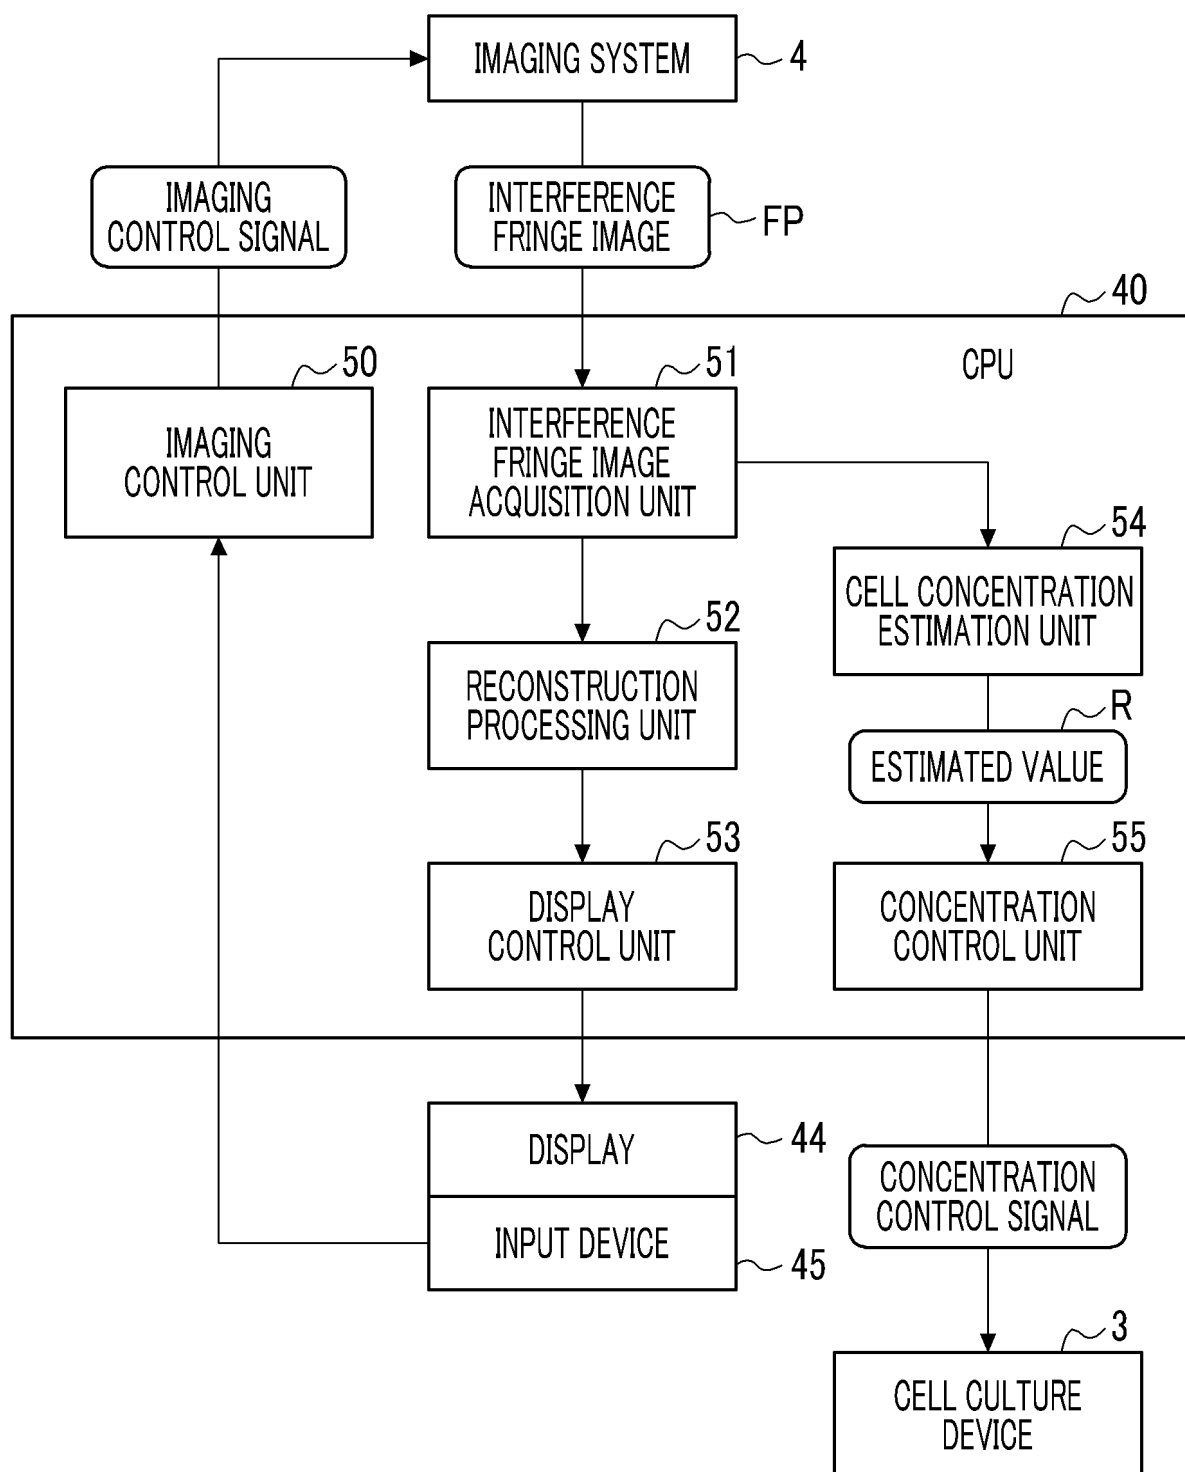 IMAGING SYSTEM
4
IMAGING
CONTROL SIGNAL
INTERFERENCE
FRINGE IMAGE
FP
40
CPU
50
IMAGING
CONTROL UNIT
51
INTERFERENCE
FRINGE IMAGE
ACQUISITION UNIT
54
CELL CONCENTRATION
ESTIMATION UNIT
52
RECONSTRUCTION
PROCESSING UNIT
R
ESTIMATED VALUE
53
DISPLAY
CONTROL UNIT
55
CONCENTRATION
CONTROL UNIT
DISPLAY
44
INPUT DEVICE
45
CONCENTRATION
CONTROL SIGNAL
3
CELL CULTURE
DEVICE